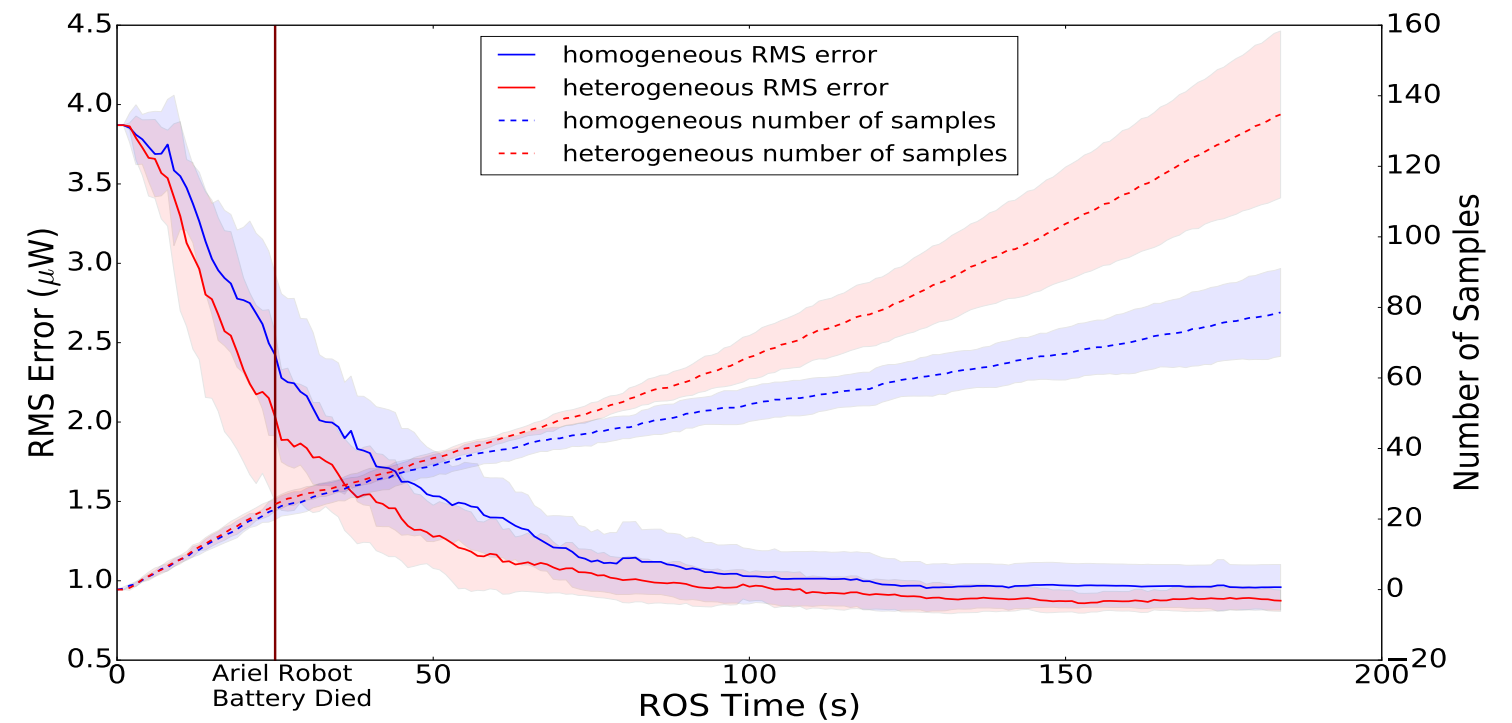 4.5
4.0
3.5
3.0
2.5
2.0
1.5
1.0
0.5
RMS Error (μW)
homogeneous RMS error
heterogeneous RMS error
homogeneous number of samples
heterogeneous number of samples
160
140
120
100
80
60
40
20
0
−20
Number of Samples
0 50 100 150 200
Ariel Robot
Battery Died
ROS Time (s)